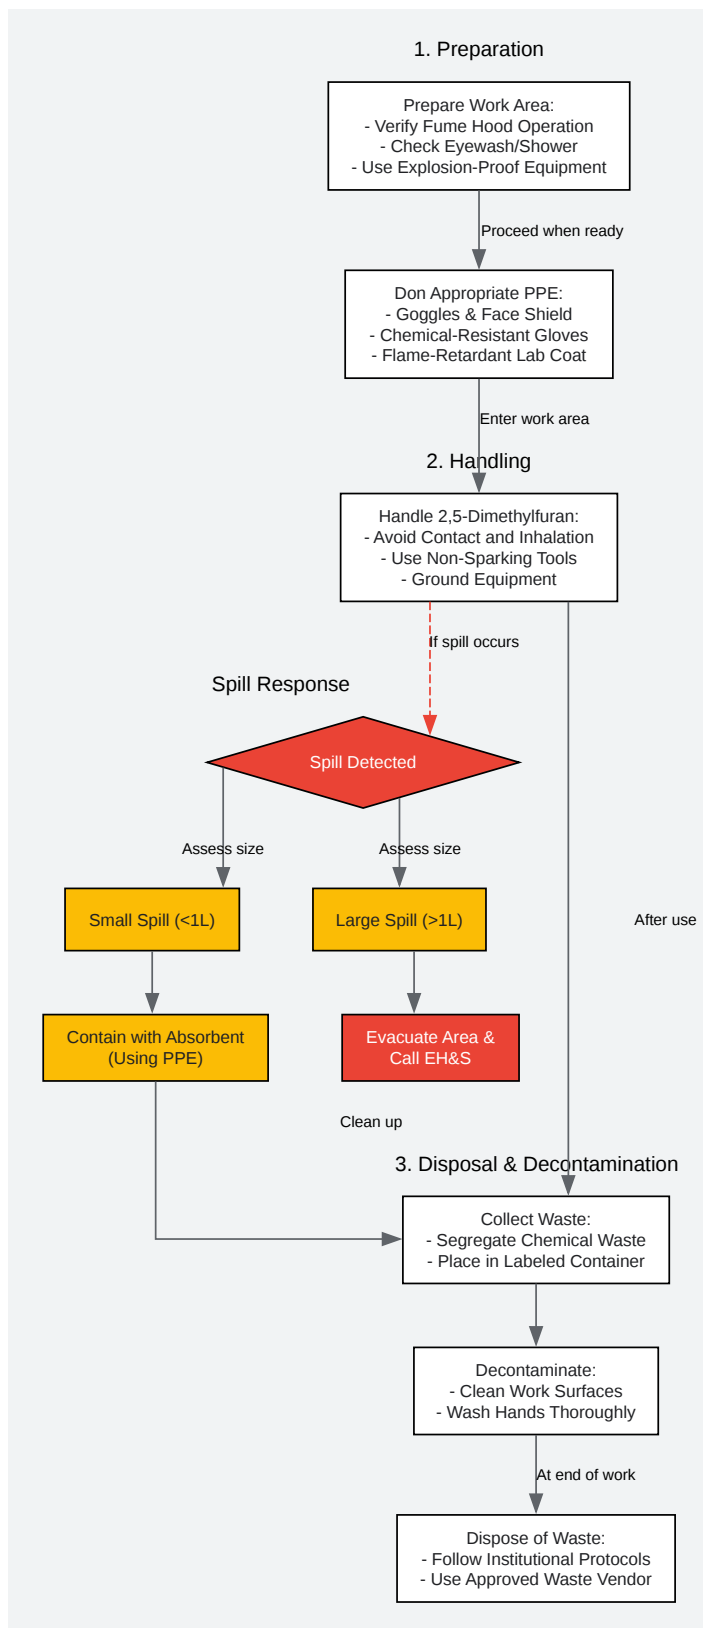 1. Preparation
Prepare Work Area:
- Verify Fume Hood Operation
- Check Eyewash/Shower
- Use Explosion-Proof Equipment
Proceed when ready
Don Appropriate PPE:
- Goggles & Face Shield
- Chemical-Resistant Gloves
- Flame-Retardant Lab Coat
Enter work area
2. Handling
Handle 2,5-Dimethylfuran:
- Avoid Contact and Inhalation
- Use Non-Sparking Tools
- Ground Equipment
If spill occurs
Spill Response
Spill Detected
Assess size
Assess size
Small Spill (<1L)
Large Spill (>1L)
After use
Contain with Absorbent
(Using PPE)
Evacuate Area &
Call EH&S
Clean up
3. Disposal & Decontamination
Collect Waste:
- Segregate Chemical Waste
- Place in Labeled Container
Decontaminate:
- Clean Work Surfaces
- Wash Hands Thoroughly
At end of work
Dispose of Waste:
- Follow Institutional Protocols
- Use Approved Waste Vendor